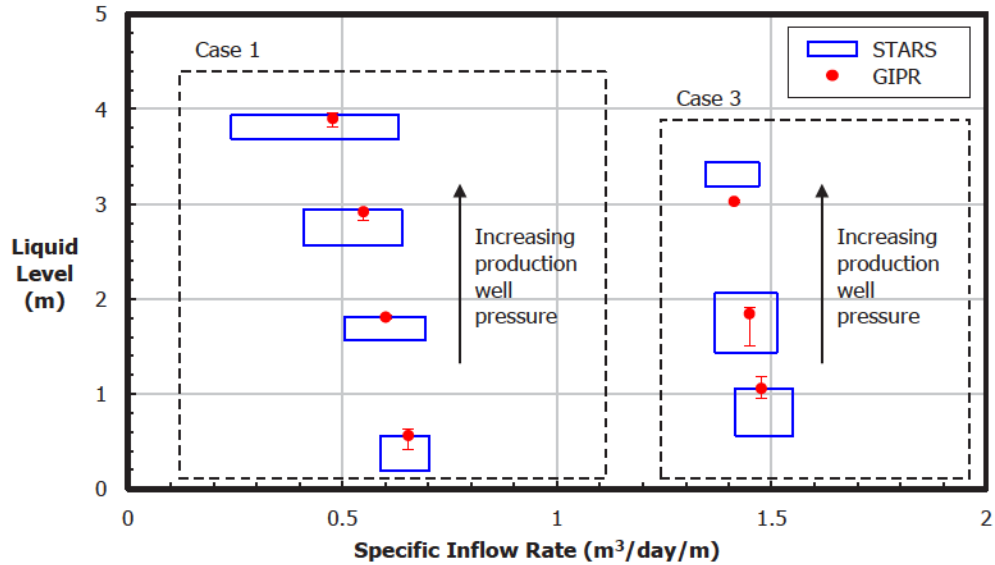 5
Case 1
STARS
GIPR
4
Case 3
3
Liquid
Level
(m)
Increasing
production
well
pressure
Increasing
production
well
pressure
2
1
0
0
0.5
1
1.5
2
Specific Inflow Rate (m³/day/m)